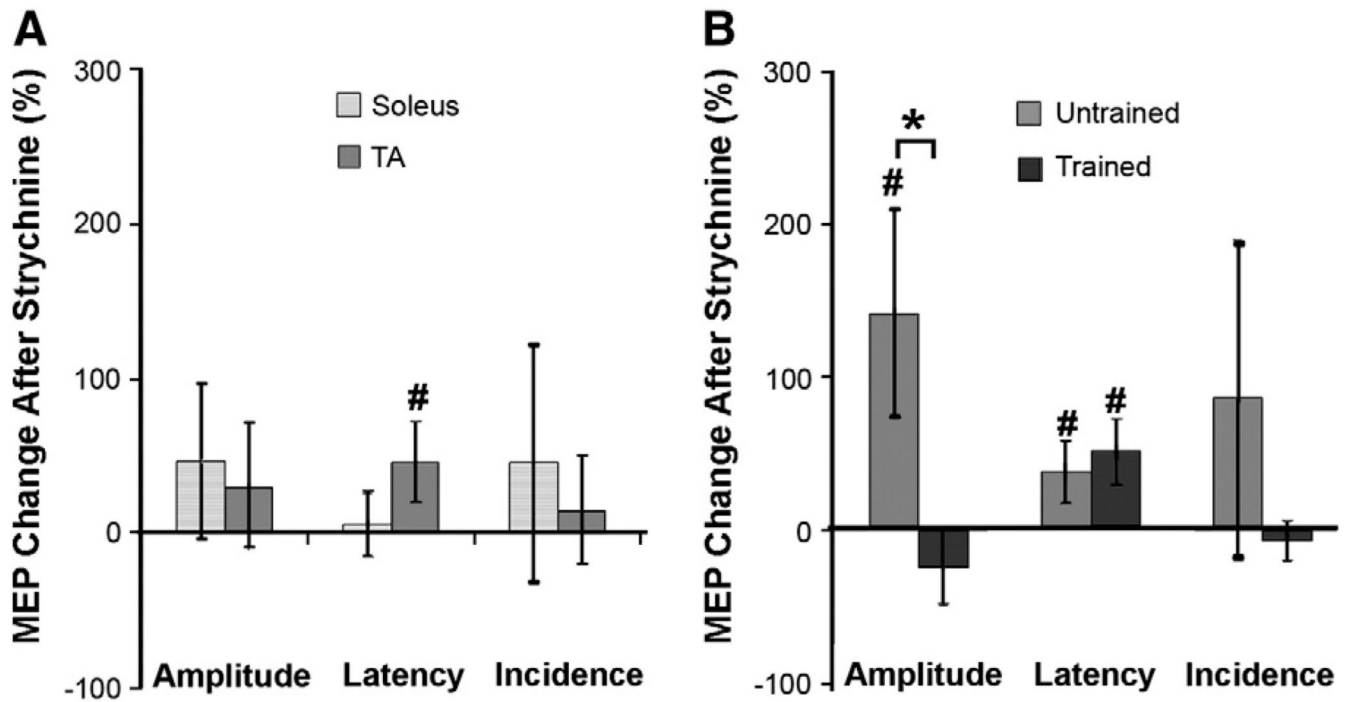 A
MEP Change After Strychnine (%)
300
200
100
0
-100
Soleus
TA
#
Amplitude Latency Incidence
B
MEP Change After Strychnine (%)
300
200
100
0
-100
Untrained
Trained
*
#
#
#
Amplitude Latency Incidence